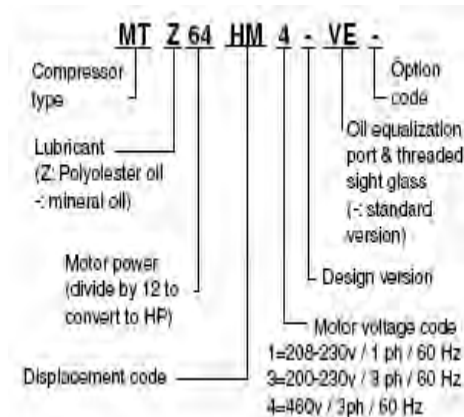 MT Z 64 HM 4 - VE -
Compressor
type
Option
code
Lubricant
(Z: Polyolester oil
-: mineral oil)
Oil equalization
port & threaded
sight glass
(-: standard
version)
Motor power
(divide by 12 to
convert to HP)
Design version
Displacement code
Motor voltage code
1=208-230v / 1 ph / 60 Hz
3=200-230v / 3 ph / 60 Hz
4=460v / 3ph / 60 Hz